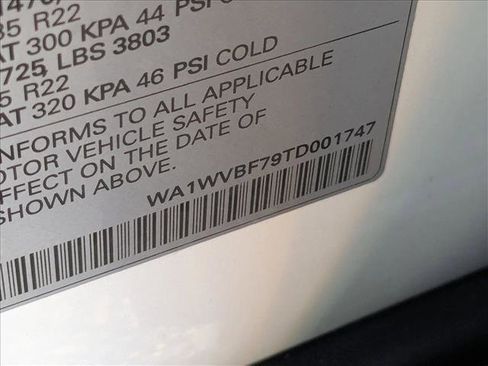 35 R22
AT 300 KPA 44 PSI
725, LBS 3803
5 R22
AT 320 KPA 46 PSI COLD
NFORMS TO ALL APPLICABLE
OTOR VEHICLE SAFETY
EFFECT ON THE DATE OF
SHOWN ABOVE.
WA1WVBF79TD001747